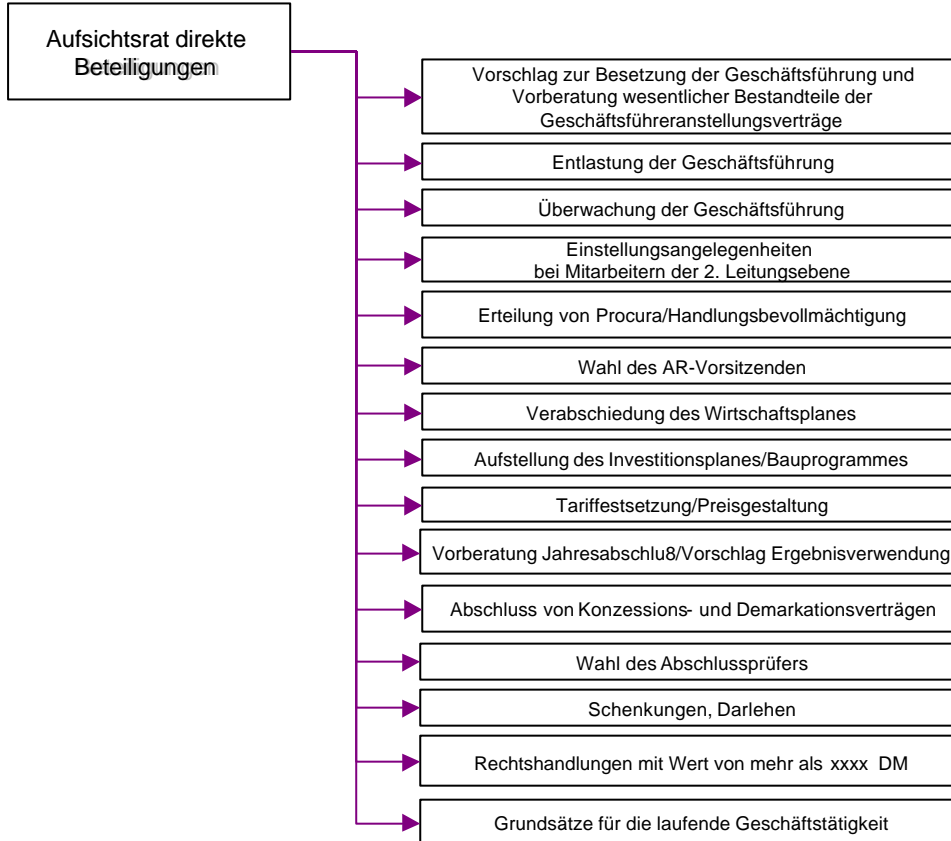 Aufsichtsrat direkte
Beteiligungen
Vorschlag zur Besetzung der Geschäftsführung und
Vorberatung wesentlicher Bestandteile der
Geschäftsführeranstellungsverträge
Entlastung der Geschäftsführung
Überwachung der Geschäftsführung
Einstellungsangelegenheiten
bei Mitarbeitern der 2. Leitungsebene
Erteilung von Procura/Handlungsbevollmächtigung
Wahl des AR-Vorsitzenden
Verabschiedung des Wirtschaftsplanes
Aufstellung des Investitionsplanes/Bauprogrammes
Tariffestsetzung/Preisgestaltung
Vorberatung Jahresabschlu8/Vorschlag Ergebnisverwendung
Abschluss von Konzessions- und Demarkationsverträgen
Wahl des Abschlussprüfers
Schenkungen, Darlehen
Rechtshandlungen mit Wert von mehr als xxxx DM
Grundsätze für die laufende Geschäftstätigkeit